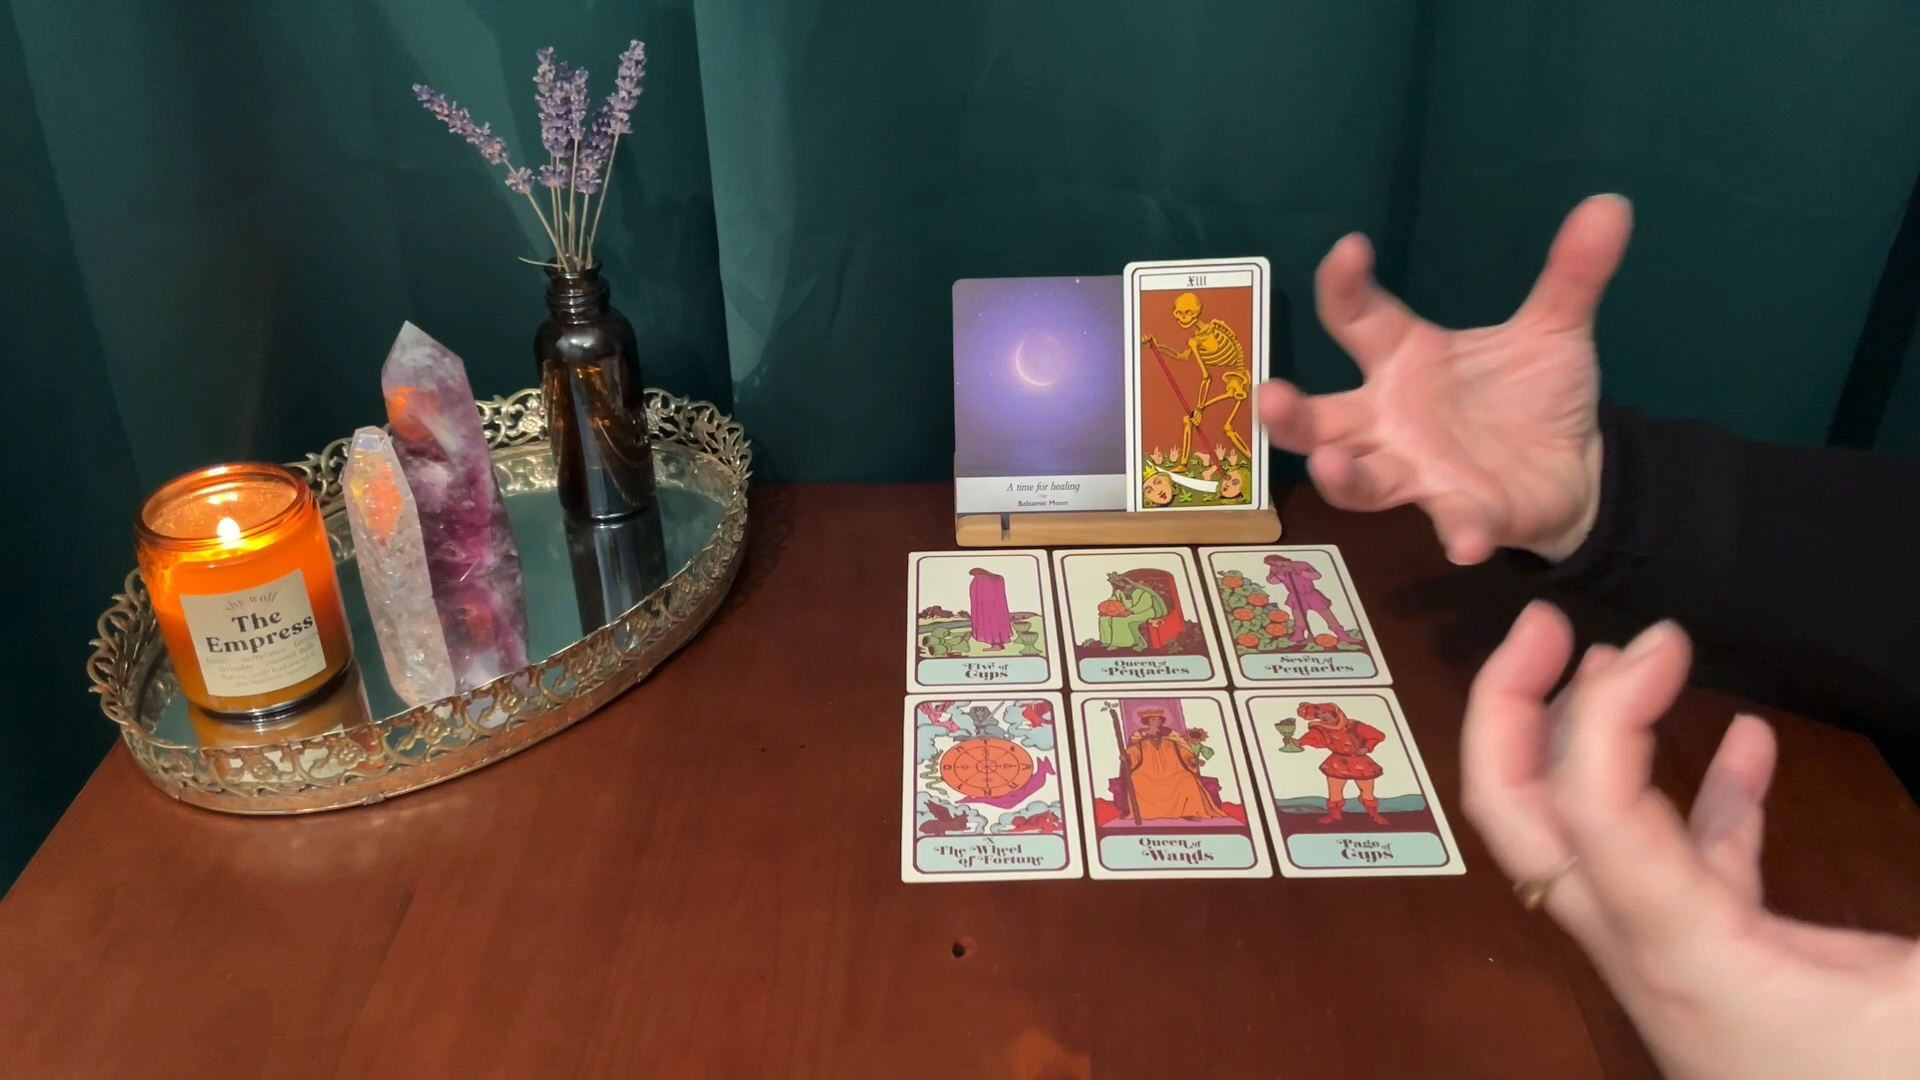 XIII
A time for healing
Balsamic Moon
The
Empress
Five of
Cups
Queen of
Pentacles
Seven of
Pentacles
X
The Wheel
of Fortune
Queen of
Wands
Page of
Cups